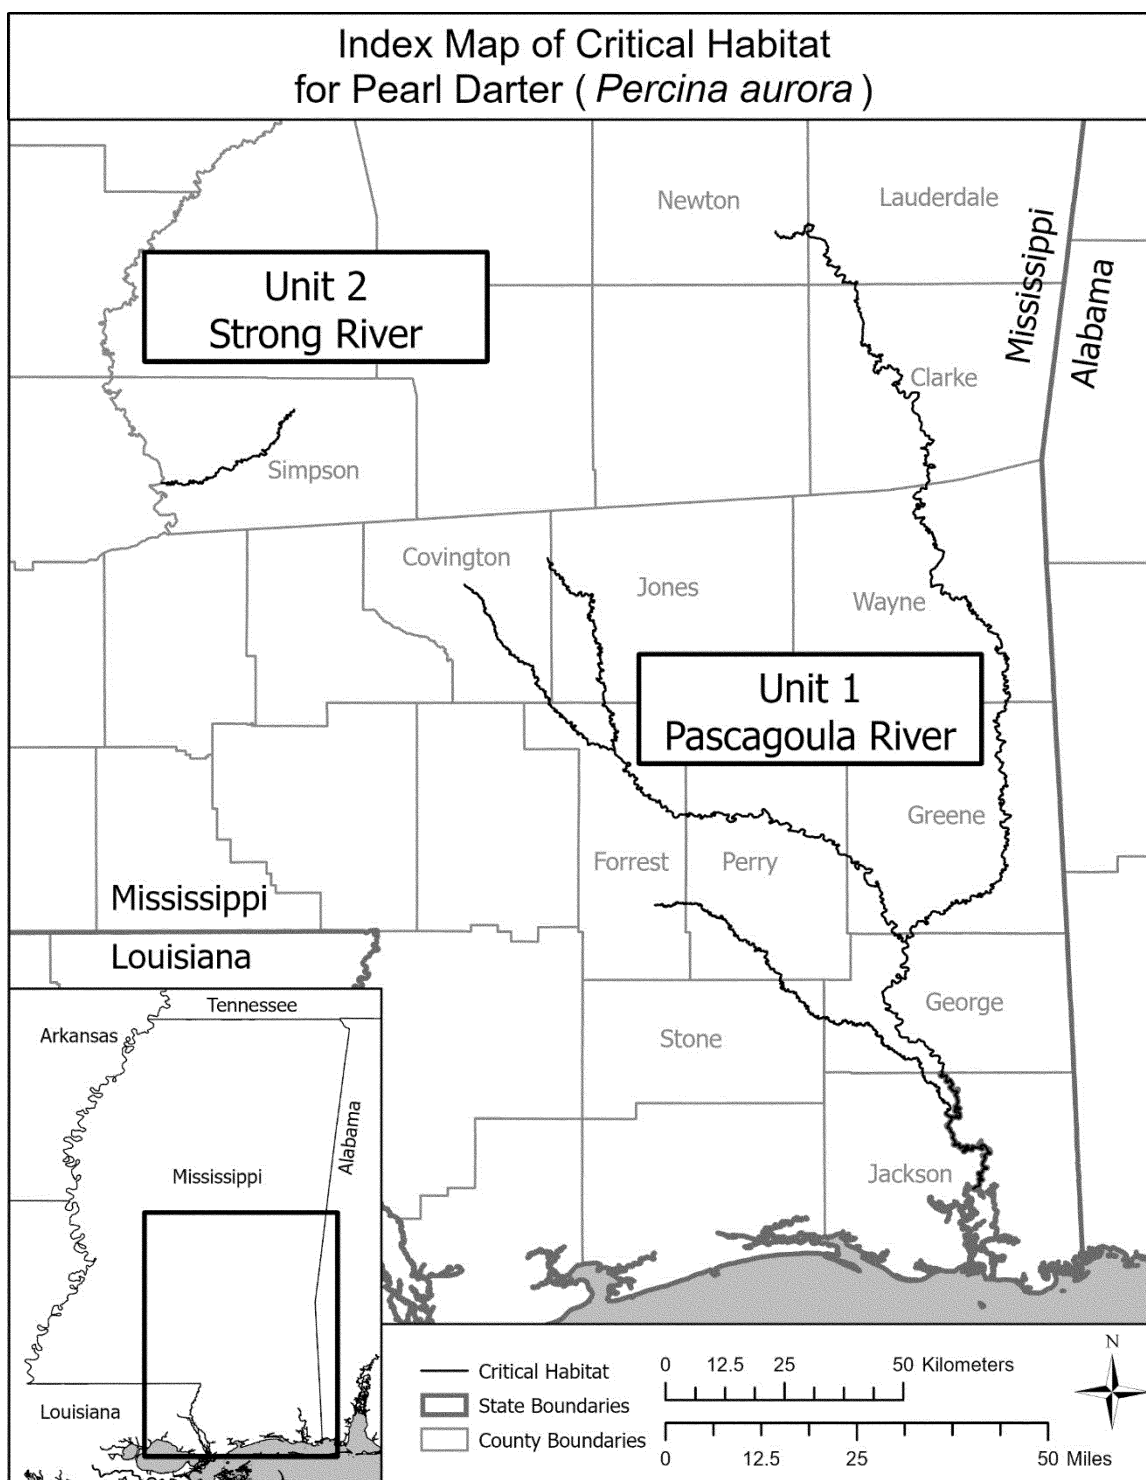 Index Map of Critical Habitat
for Pearl Darter ( Percina aurora )
Newton
Lauderdale
Mississippi
Alabama
Unit 2
Strong River
Clarke
Simpson
Covington
Jones
Wayne
Unit 1
Pascagoula River
Greene
Forrest
Perry
Mississippi
Louisiana
George
Stone
Jackson
Tennessee
Arkansas
Alabama
Mississippi
Louisiana
Critical Habitat
State Boundaries
County Boundaries
0 12.5 25 50 Kilometers
0 12.5 25 50 Miles
N